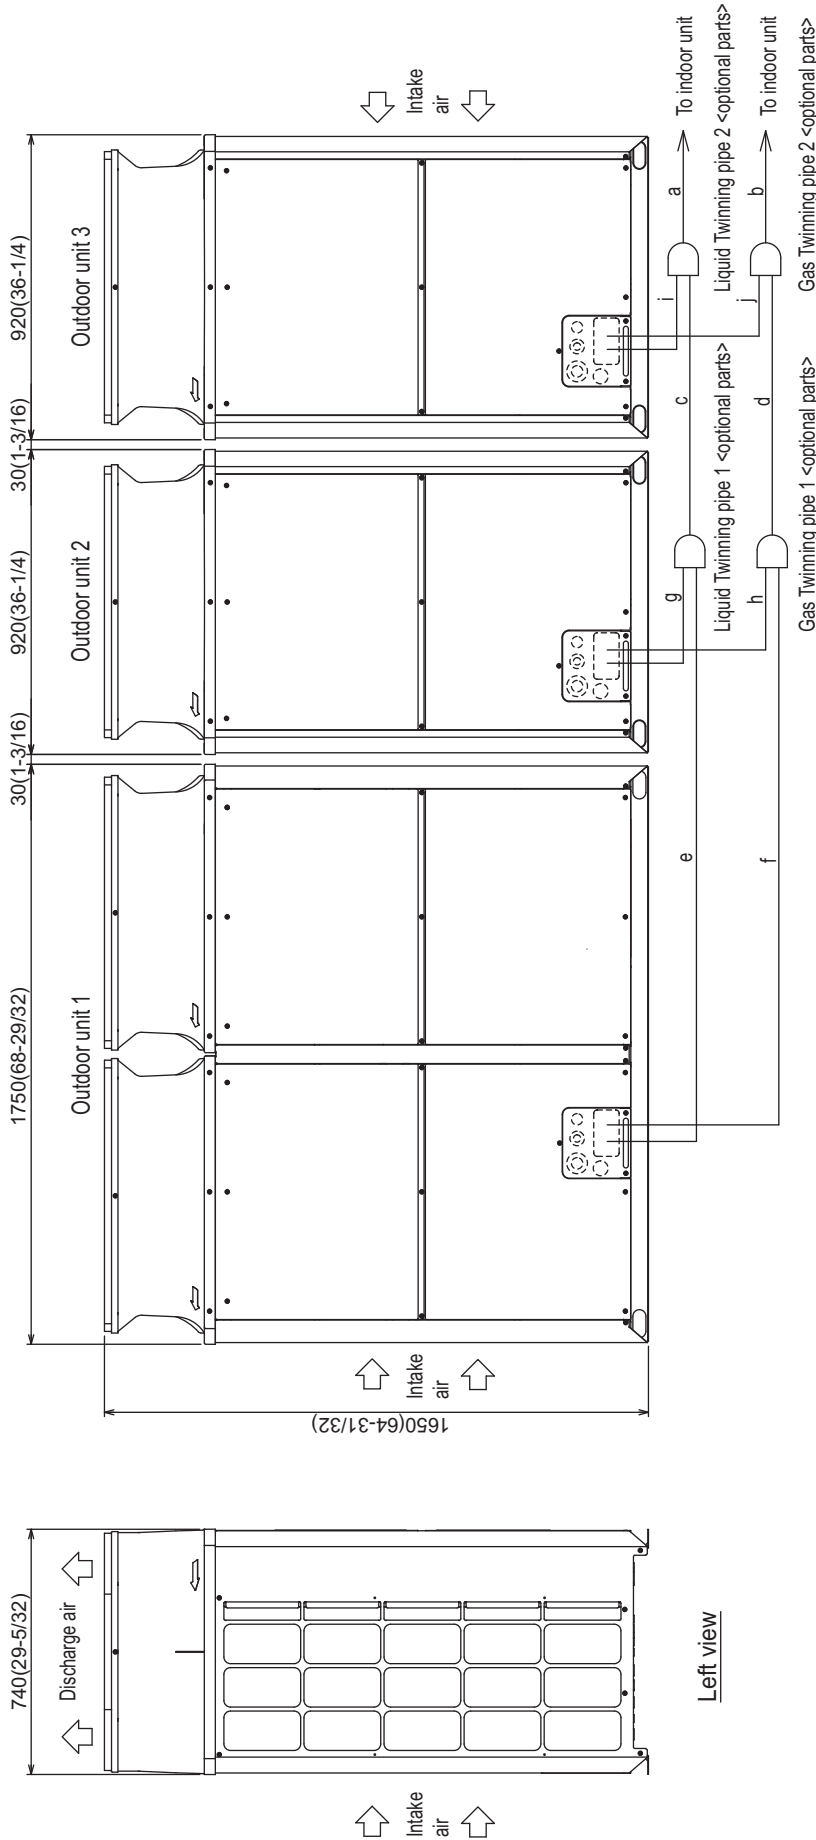 740(29-5/32)
Discharge air
Intake
air
Left view
1650(64-31/32)
1750(68-29/32)
30(1-3/16)
920(36-1/4)
30(1-3/16)
920(36-1/4)
Outdoor unit 1
Outdoor unit 2
Outdoor unit 3
Intake
air
Intake
air
e
g
c
i
a
To indoor unit
Liquid Twinning pipe 1 <optional parts>
Liquid Twinning pipe 2 <optional parts>
f
h
d
j
b
To indoor unit
Gas Twinning pipe 1 <optional parts>
Gas Twinning pipe 2 <optional parts>